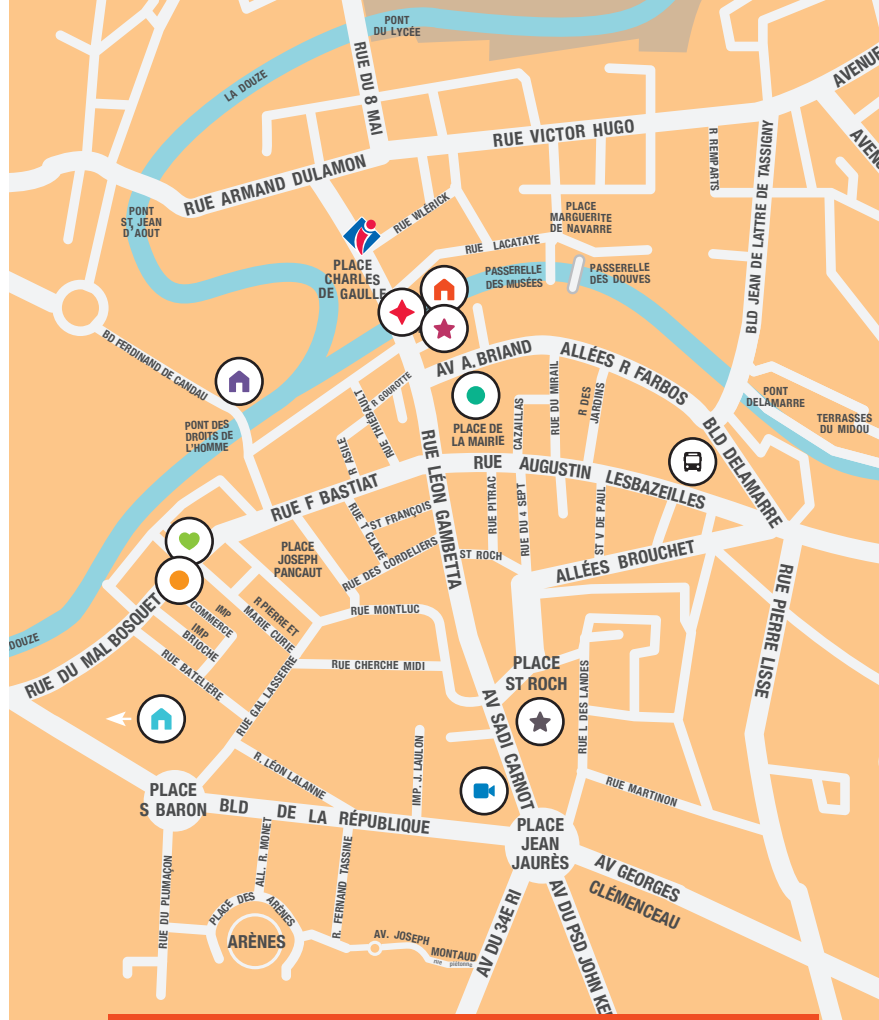 PONT
DU LYCÉE
LA DOUZE
RUE DU 8 MAI
AVENUE
AVENUE
RUE VICTOR HUGO
R REMPARTS
BLD JEAN DE LATTRE DE TASSIGNY
RUE ARMAND DULAMON
PONT
ST JEAN
D'AOUT
RUE WLÉRICK
PLACE
MARGUERITE
DE NAVARRE
RUE LACATAYE
PLACE
CHARLES
DE GAULLE
PASSERELLE
DES MUSÉES
PASSERELLE
DES DOUVES
BD FERDINAND DE CANDAU
AV A. BRIAND
ALLÉES R FARBOS
R GOUROTTE
RUE THIEBAULT
R ASILE
PLACE DE
LA MAIRIE
CAZAILLAS
RUE DU MIRAIL
R DES
JARDINS
PONT
DELAMARRE
TERRASSES
DU MIDOU
PONT DES
DROITS DE
L'HOMME
BLD DELAMARRE
RUE LÉON GAMBETTA
RUE AUGUSTIN LESBAZEILLES
RUE F BASTIAT
RUE PITRAC
RUE DU 4 SEPT
ST V DE PAUL
ST FRANÇOIS
RUE T CLAVÉ
RUE DES CORDELIERS
ST ROCH
ALLÉES BROUCHET
PLACE
JOSEPH
PANCAUT
RUE PIERRE LISSE
RUE MONTLUC
R PIERRE ET
MARIE CURIE
IMP
COMMERCE
IMP
BRIOCHE
DOUZE
RUE DU MAL BOSQUET
RUE BATELIÈRE
RUE GAL LASSERRE
RUE CHERCHE MIDI
PLACE
ST ROCH
RUE L DES LANDES
AV SADI CARNOT
R. LÉON LALANNE
IMP. J. LAULON
RUE MARTINON
PLACE
S BARON
BLD DE LA RÉPUBLIQUE
PLACE
JEAN
JAURÈS
AV GEORGES
CLÉMENCEAU
ALL. R. MONET
RUE DU PLUMAÇON
PLACE DES ARÈNES
ARÈNES
R. FERNAND TASSINE
AV. JOSEPH
MONTAUD
rue piétonne
AV DU 34E RI
AV DU PSD JOHN KE